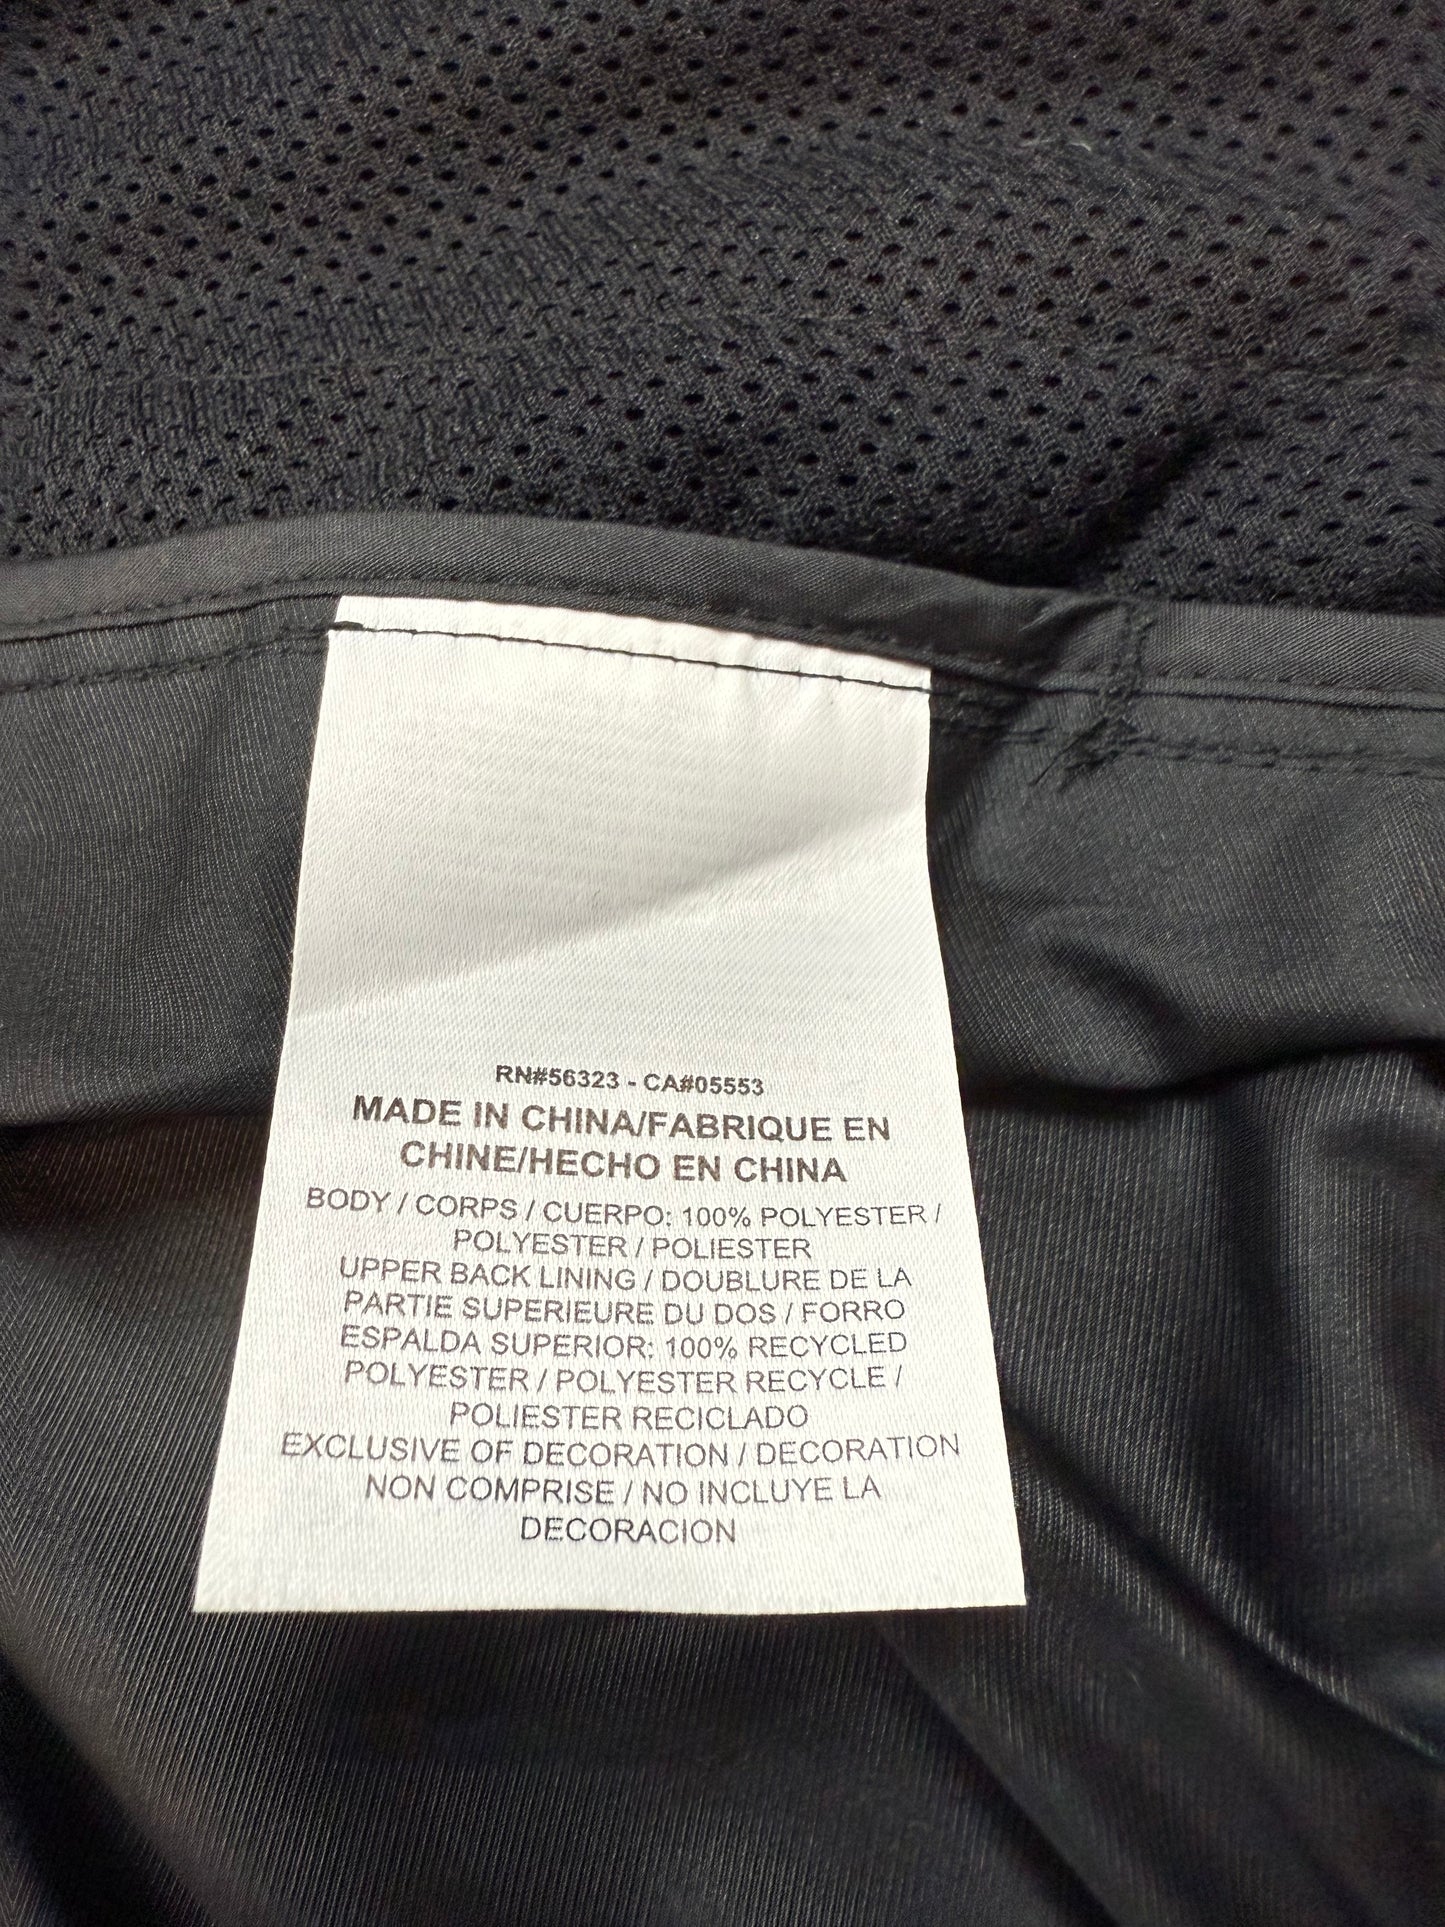 RN#56323 - CA#05553
MADE IN CHINA/FABRIQUE EN
CHINE/HECHO EN CHINA
BODY / CORPS / CUERPO: 100% POLYESTER /
POLYESTER / POLIESTER
UPPER BACK LINING / DOUBLURE DE LA
PARTIE SUPERIEURE DU DOS / FORRO
ESPALDA SUPERIOR: 100% RECYCLED
POLYESTER / POLYESTER RECYCLE /
POLIESTER RECICLADO
EXCLUSIVE OF DECORATION / DECORATION
NON COMPRISE / NO INCLUYE LA
DECORACION